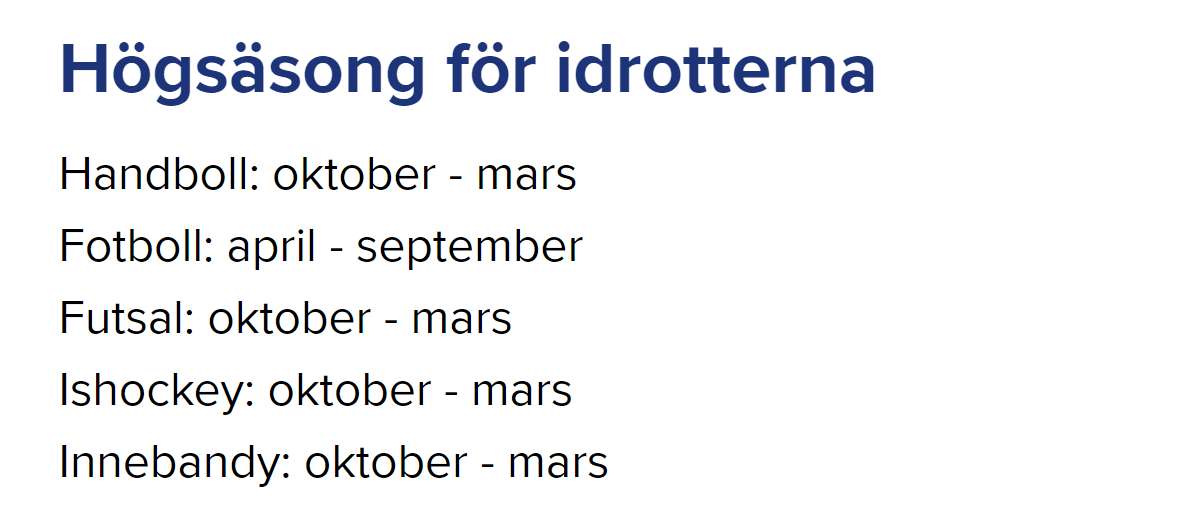 Högsäsong för idrotterna
Handboll: oktober - mars
Fotboll: april - september
Futsal: oktober - mars
Ishockey: oktober - mars
Innebandy: oktober - mars